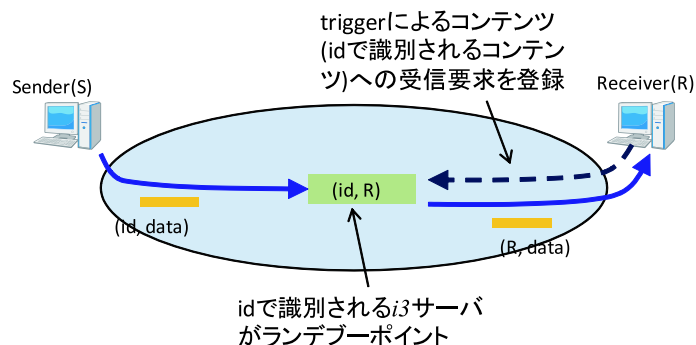 triggerによるコンテンツ
(idで識別されるコンテン
ツ)への受信要求を登録
Sender(S)
Receiver(R)
(id, R)
(id, data)
(R, data)
idで識別されるi3サーバ
がランデブーポイント